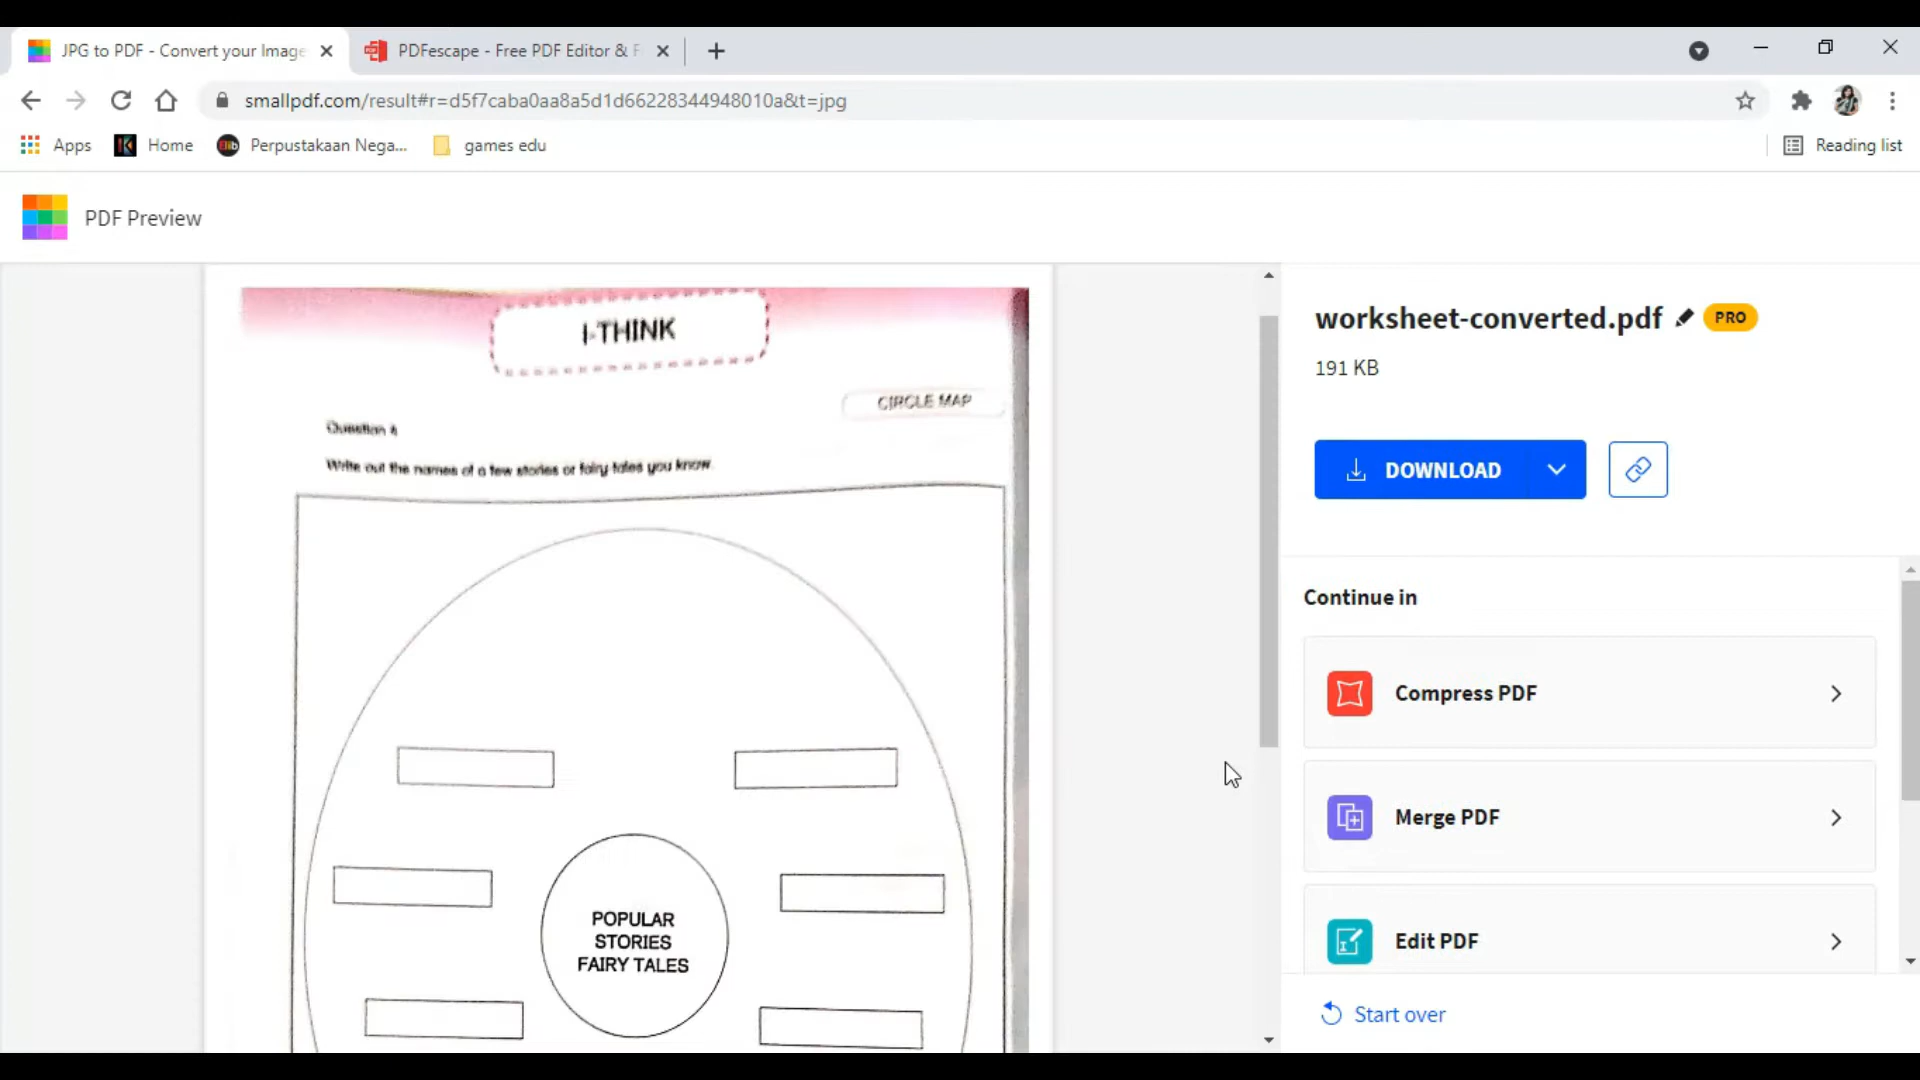 JPG to PDF - Convert your Image
PDFescape - Free PDF Editor & F
smallpdf.com/result#r=d5f7caba0aa8a5d1d66228344948010a&t=jpg
Apps
Home
Perpustakaan Nega...
games edu
Reading list
PDF Preview
I-THINK
CIRCLE MAP
Question 4
Write out the names of a few stories or fairy tales you know.
POPULAR
STORIES
FAIRY TALES
worksheet-converted.pdf
PRO
191 KB
DOWNLOAD
Continue in
Compress PDF
Merge PDF
Edit PDF
Start over